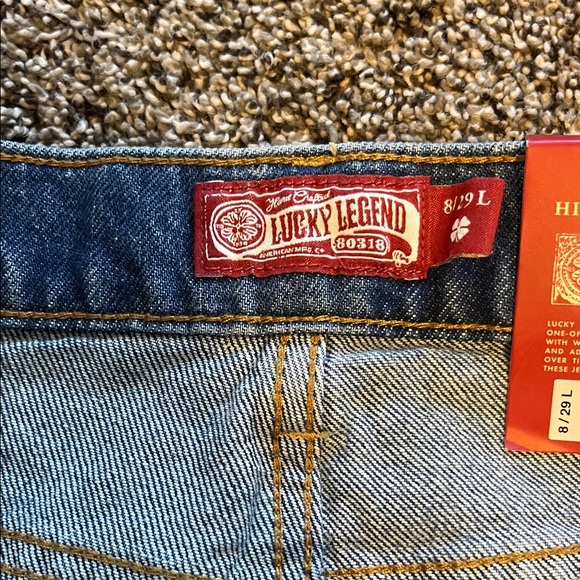 Hand Crafted
LUCKY LEGEND
80318
AMERICAN MFG. Co
8/29 L
HI
LUCKY
ONE-OF
WITH W
AND AD
OVER TI
THESE JE
8/29 L